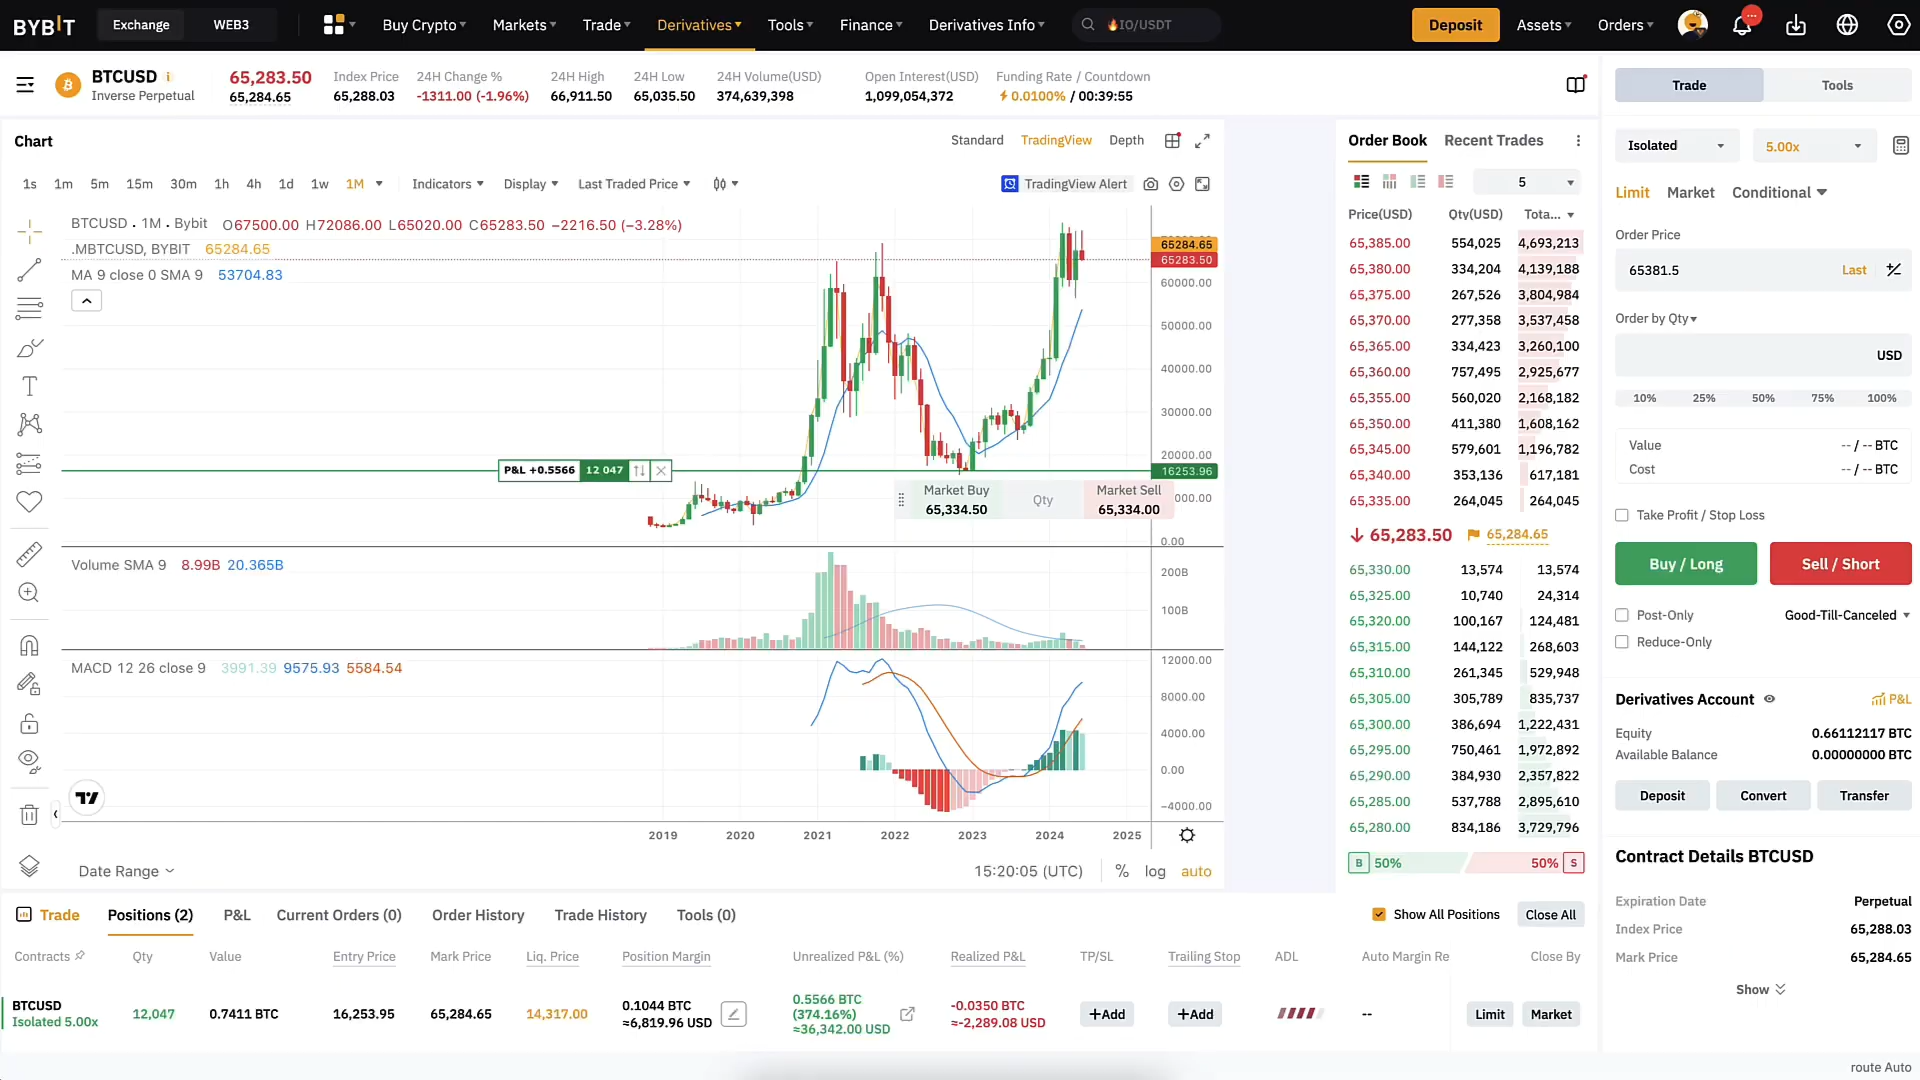 BYBIT Exchange WEB3 Buy Crypto Markets Trade Derivatives Tools Finance Derivatives Info 🔥IO/USDT Deposit Assets Orders
BTCUSD
Inverse Perpetual
65,283.50
65,284.65
Index Price
65,288.03
24H Change %
-1311.00 (-1.96%)
24H High
66,911.50
24H Low
65,035.50
24H Volume(USD)
374,639,398
Open Interest(USD)
1,099,054,372
Funding Rate / Countdown
0.0100% / 00:39:55
Chart
Standard TradingView Depth
1s 1m 5m 15m 30m 1h 4h 1d 1w 1M Indicators Display Last Traded Price TradingView Alert
BTCUSD · 1M · Bybit O67500.00 H72086.00 L65020.00 C65283.50 −2216.50 (−3.28%)
.MBTCUSD, BYBIT 65284.65
MA 9 close 0 SMA 9 53704.83
65284.65
65283.50
60000.00
50000.00
40000.00
30000.00
20000.00
16253.96
0.00
P&L +0.5566 12 047
Market Buy
65,334.50
Qty
Market Sell
65,334.00
Volume SMA 9 8.99B 20.365B
200B
100B
MACD 12 26 close 9 3991.39 9575.93 5584.54
12000.00
8000.00
4000.00
0.00
−4000.00
2019 2020 2021 2022 2023 2024 2025
Date Range
15:20:05 (UTC) % log auto
Order Book Recent Trades
5
Price(USD) Qty(USD) Tota...
65,385.00 554,025 4,693,213
65,380.00 334,204 4,139,188
65,375.00 267,526 3,804,984
65,370.00 277,358 3,537,458
65,365.00 334,423 3,260,100
65,360.00 757,495 2,925,677
65,355.00 560,020 2,168,182
65,350.00 411,380 1,608,162
65,345.00 579,601 1,196,782
65,340.00 353,136 617,181
65,335.00 264,045 264,045
65,283.50 65,284.65
65,330.00 13,574 13,574
65,325.00 10,740 24,314
65,320.00 100,167 124,481
65,315.00 144,122 268,603
65,310.00 261,345 529,948
65,305.00 305,789 835,737
65,300.00 386,694 1,222,431
65,295.00 750,461 1,972,892
65,290.00 384,930 2,357,822
65,285.00 537,788 2,895,610
65,280.00 834,186 3,729,796
B 50% 50% S
Trade Tools
Isolated 5.00x
Limit Market Conditional
Order Price
65381.5 Last
Order by Qty
USD
10% 25% 50% 75% 100%
Value -- / -- BTC
Cost -- / -- BTC
Take Profit / Stop Loss
Buy / Long Sell / Short
Post-Only Good-Till-Canceled
Reduce-Only
Derivatives Account P&L
Equity 0.66112117 BTC
Available Balance 0.00000000 BTC
Deposit Convert Transfer
Contract Details BTCUSD
Expiration Date Perpetual
Index Price 65,288.03
Mark Price 65,284.65
Show
Trade Positions (2) P&L Current Orders (0) Order History Trade History Tools (0) Show All Positions Close All
Contracts Qty Value Entry Price Mark Price Liq. Price Position Margin Unrealized P&L (%) Realized P&L TP/SL Trailing Stop ADL Auto Margin Re Close By
BTCUSD
Isolated 5.00x
12,047 0.7411 BTC 16,253.95 65,284.65 14,317.00
0.1044 BTC
≈6,819.96 USD
0.5566 BTC
(374.16%)
≈36,342.00 USD
-0.0350 BTC
≈-2,289.08 USD
+Add +Add -- Limit Market
route Auto